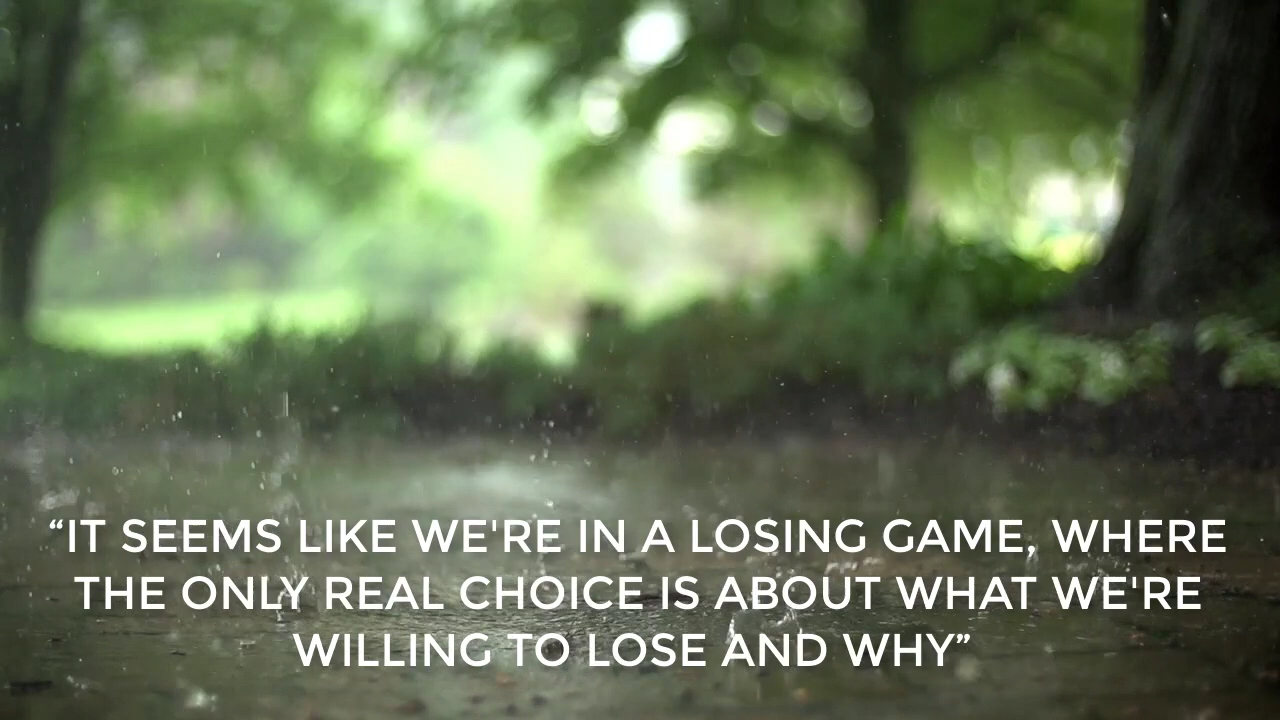 “IT SEEMS LIKE WE'RE IN A LOSING GAME, WHERE
THE ONLY REAL CHOICE IS ABOUT WHAT WE'RE
WILLING TO LOSE AND WHY”